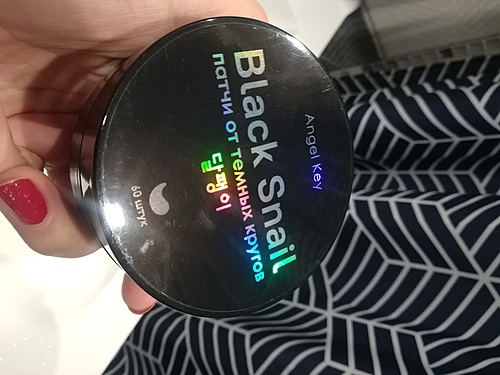 Angel Key
Black Snail
патчи от темных кругов
달팽이
60 штук